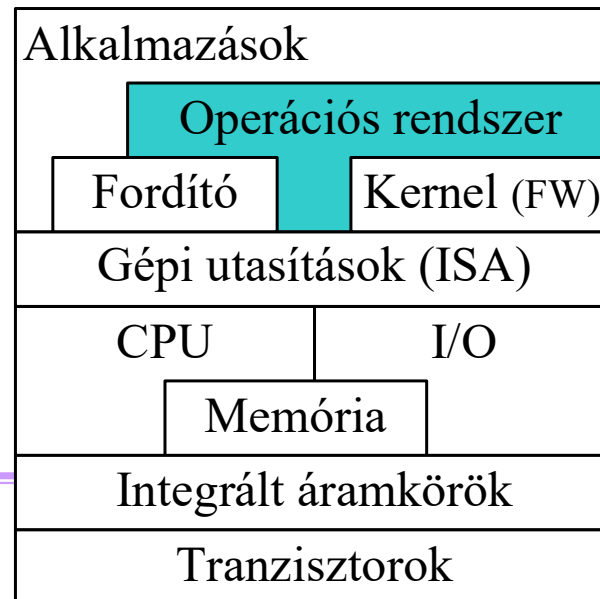 Alkalmazások
Operációs rendszer
Fordító Kernel (FW)
Gépi utasítások (ISA)
CPU I/O
Memória
Integrált áramkörök
Tranzisztorok